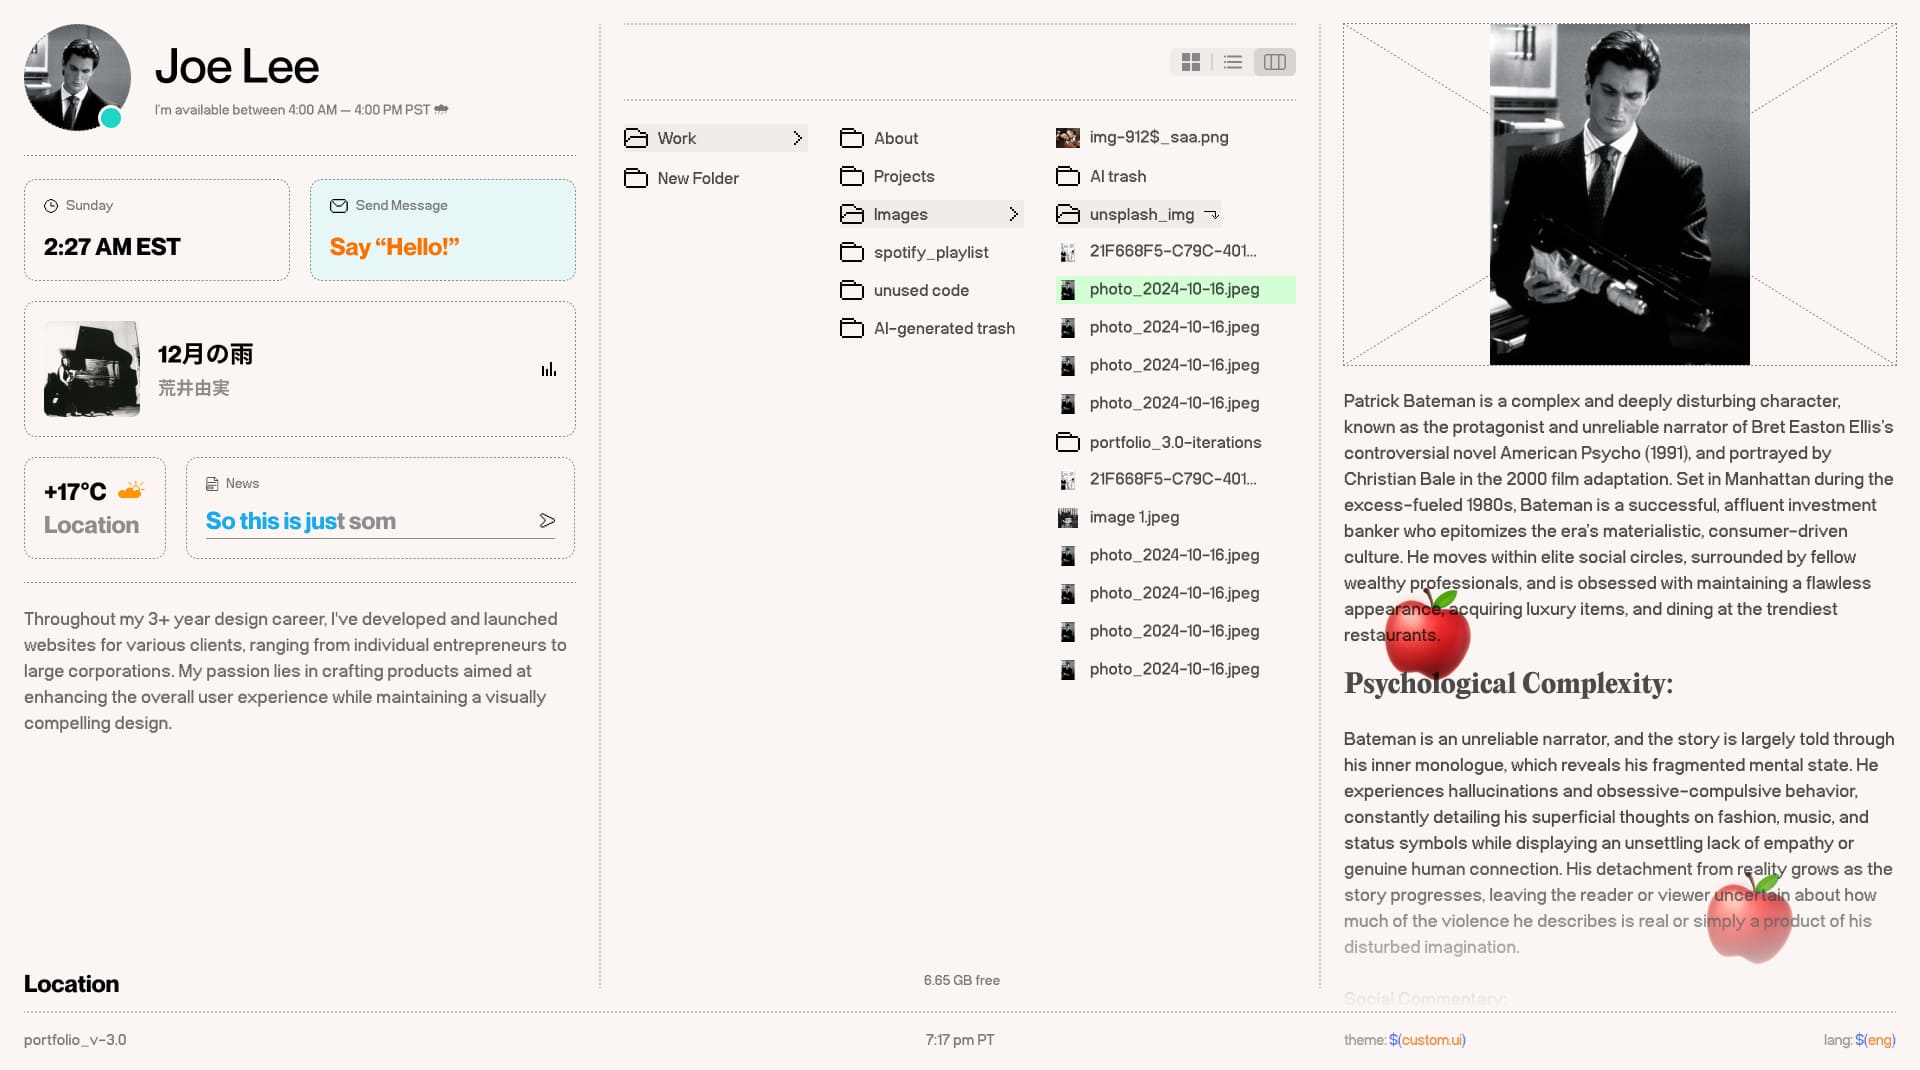 Joe Lee
I'm available between 4:00 AM — 4:00 PM PST
Sunday
2:27 AM EST
Send Message
Say “Hello!”
12月の雨
荒井由実
+17°C
Location
News
So this is just som
Throughout my 3+ year design career, I've developed and launched
websites for various clients, ranging from individual entrepreneurs to
large corporations. My passion lies in crafting products aimed at
enhancing the overall user experience while maintaining a visually
compelling design.
Location
Work
New Folder
About
Projects
Images
spotify_playlist
unused code
AI-generated trash
img-912$_saa.png
AI trash
unsplash_img
21F668F5-C79C-401...
photo_2024-10-16.jpeg
photo_2024-10-16.jpeg
photo_2024-10-16.jpeg
photo_2024-10-16.jpeg
portfolio_3.0-iterations
21F668F5-C79C-401...
image 1.jpeg
photo_2024-10-16.jpeg
photo_2024-10-16.jpeg
photo_2024-10-16.jpeg
photo_2024-10-16.jpeg
6.65 GB free
Patrick Bateman is a complex and deeply disturbing character,
known as the protagonist and unreliable narrator of Bret Easton Ellis’s
controversial novel American Psycho (1991), and portrayed by
Christian Bale in the 2000 film adaptation. Set in Manhattan during the
excess-fueled 1980s, Bateman is a successful, affluent investment
banker who epitomizes the era’s materialistic, consumer-driven
culture. He moves within elite social circles, surrounded by fellow
wealthy professionals, and is obsessed with maintaining a flawless
appearance, acquiring luxury items, and dining at the trendiest
restaurants.
Psychological Complexity:
Bateman is an unreliable narrator, and the story is largely told through
his inner monologue, which reveals his fragmented mental state. He
experiences hallucinations and obsessive-compulsive behavior,
constantly detailing his superficial thoughts on fashion, music, and
status symbols while displaying an unsettling lack of empathy or
genuine human connection. His detachment from reality grows as the
story progresses, leaving the reader or viewer uncertain about how
much of the violence he describes is real or simply a product of his
disturbed imagination.
Social Commentary:
portfolio_v-3.0
7:17 pm PT
theme: $(custom.ui)
lang: $(eng)